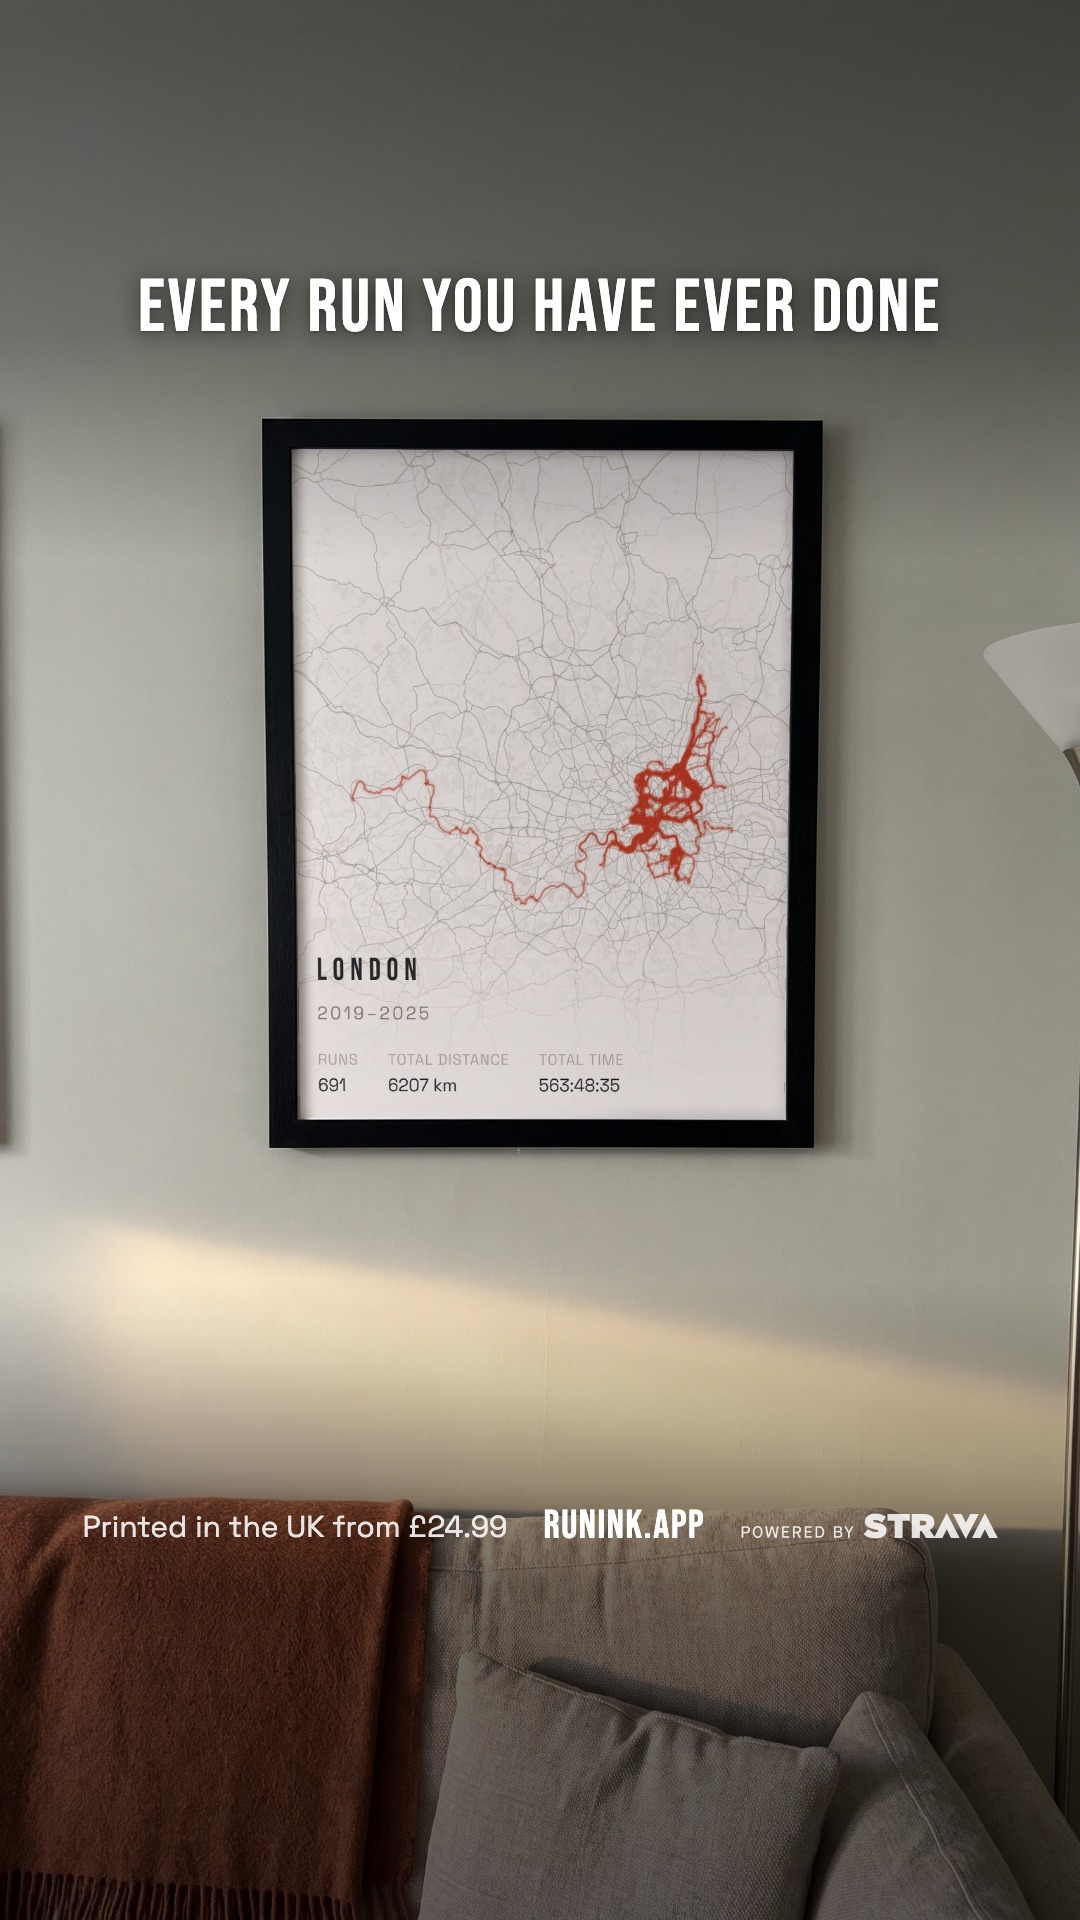 EVERY RUN YOU HAVE EVER DONE
LONDON
2019–2025
RUNS TOTAL DISTANCE TOTAL TIME
691 6207 km 563:48:35
Printed in the UK from £24.99 RUNINK.APP POWERED BY STRAVA